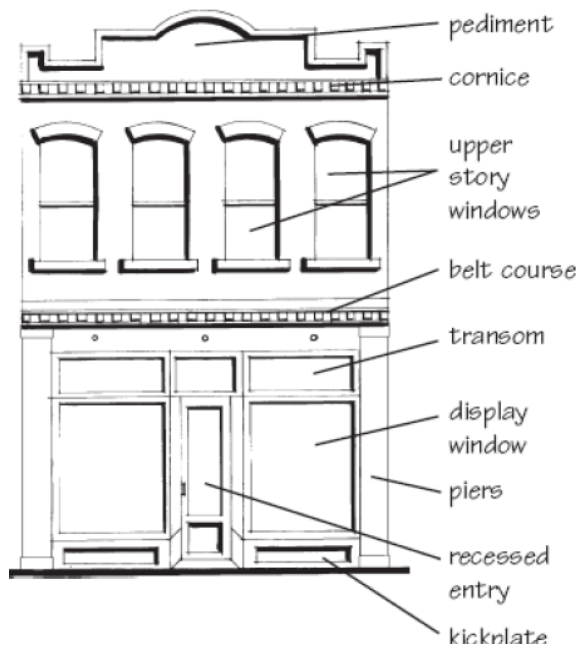 pediment
cornice
upper
story
windows
belt course
transom
display
window
piers
recessed
entry
kickplate